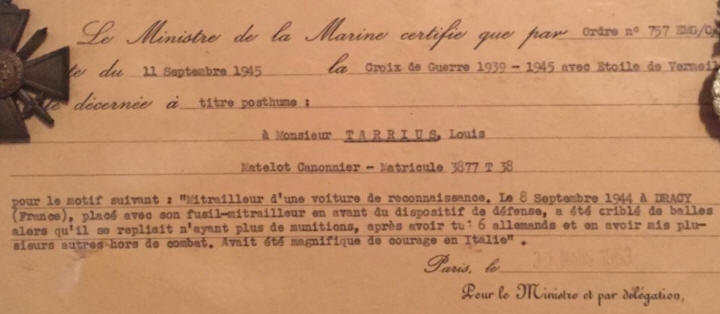 Le Ministre de la Marine certifie que par Ordre n° 757 EMG/O
te du 11 Septembre 1945 la Croix de Guerre 1939 - 1945 avec Etoile de Vermeil
été décernée à titre posthume :
à Monsieur TARRIUS, Louis
Matelot Canonnier - Matricule 3877 T 38
pour le motif suivant : "Mitrailleur d'une voiture de reconnaissance. Le 8 Septembre 1944 à DRACY
(France), placé avec son fusil-mitrailleur en avant du dispositif de défense, a été criblé de balles
alors qu'il se repliait n'ayant plus de munitions, après avoir tué 6 allemands et en avoir mis plu-
sieurs autres hors de combat. Avait été magnifique de courage en Italie".
Paris, le
Pour le Ministre et par délégation,